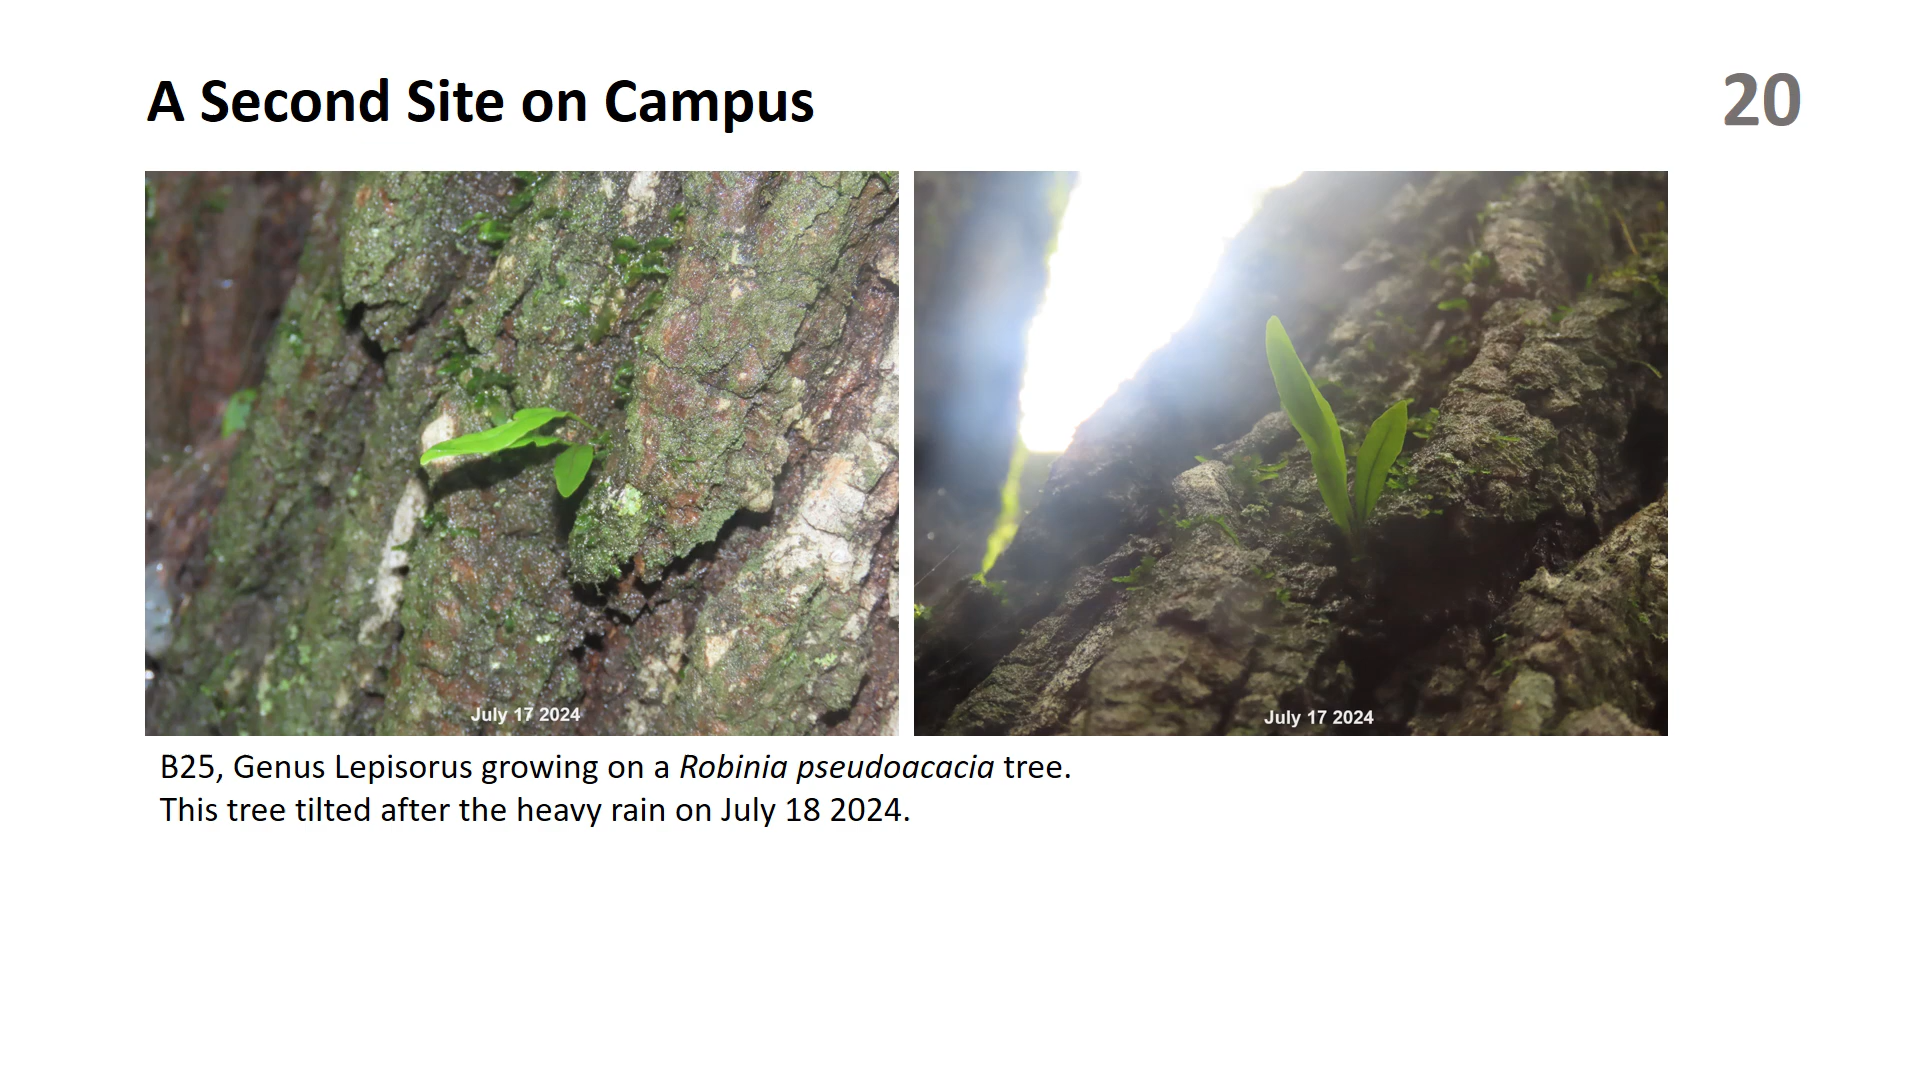 A Second Site on Campus
20
July 17 2024
July 17 2024
B25, Genus Lepisorus growing on a Robinia pseudoacacia tree.
This tree tilted after the heavy rain on July 18 2024.